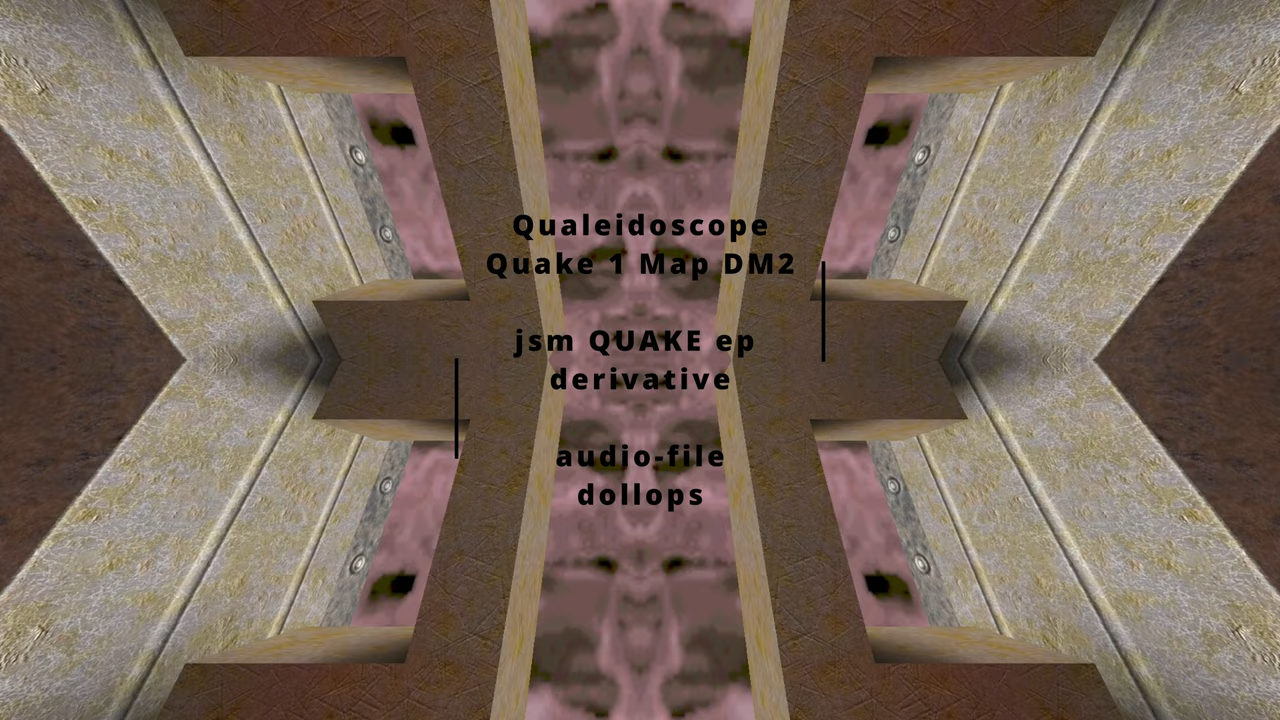 Qualeidoscope
Quake 1 Map DM2
jsm QUAKE ep
derivative
audio-file
dollops